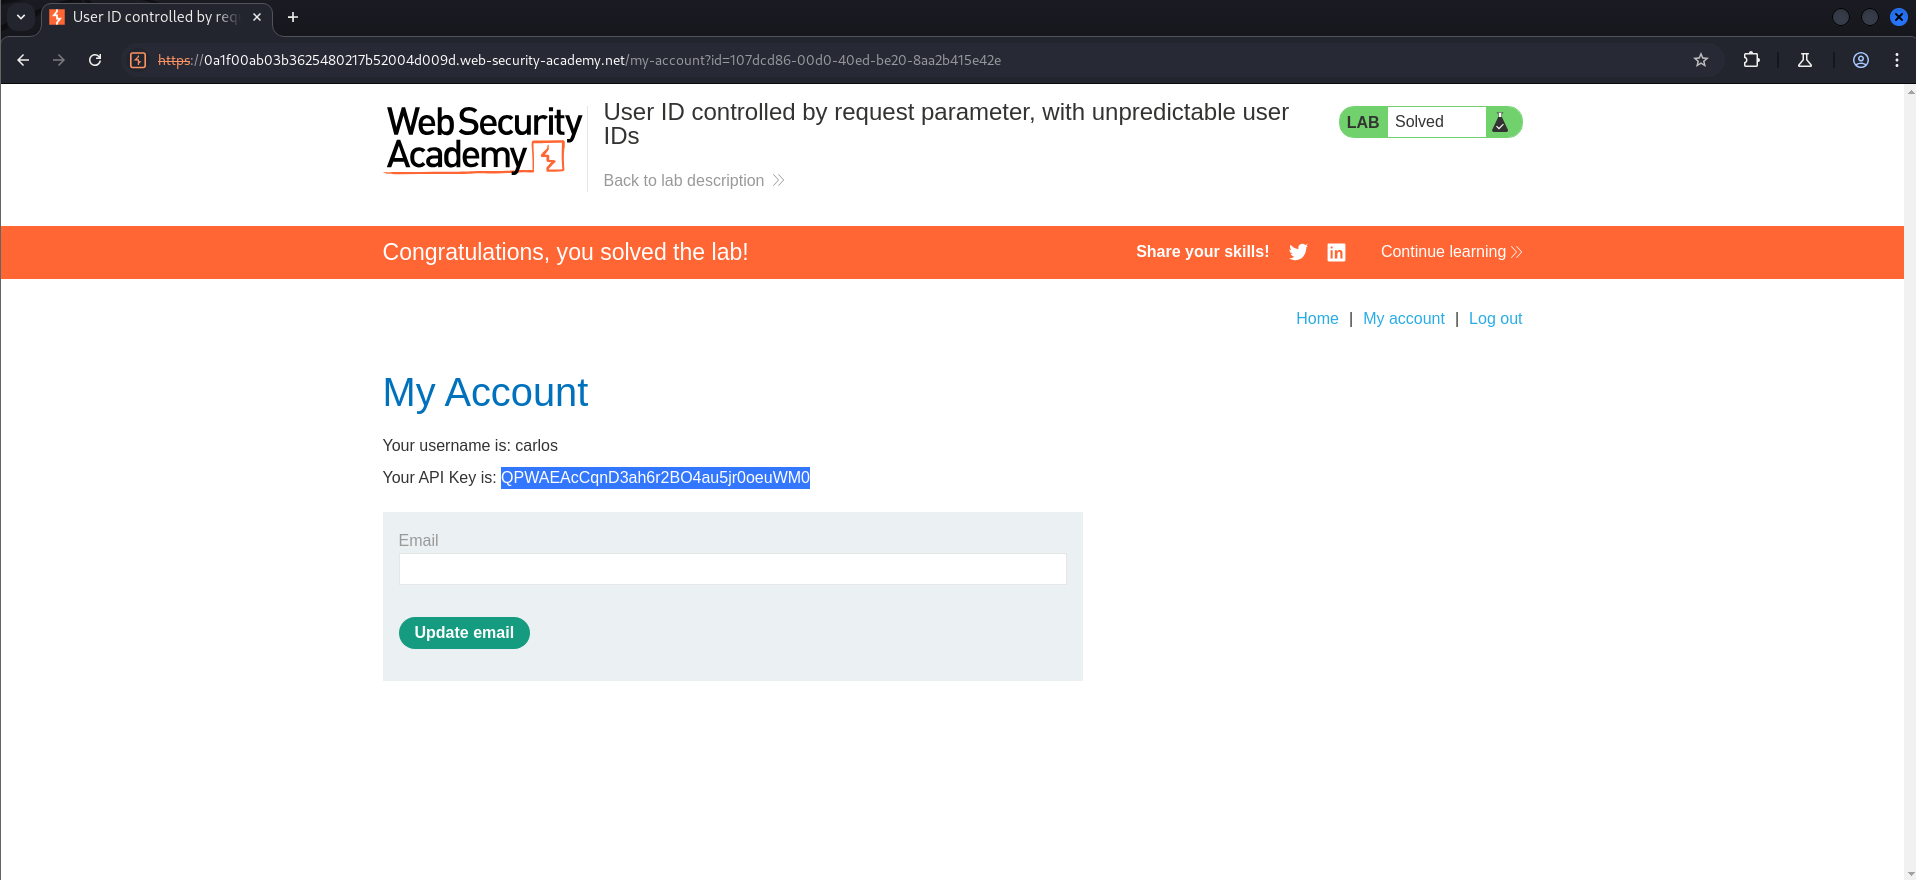 User ID controlled by req
https://0a1f00ab03b3625480217b52004d009d.web-security-academy.net/my-account?id=107dcd86-00d0-40ed-be20-8aa2b415e42e
WebSecurity
Academy
User ID controlled by request parameter, with unpredictable user
IDs
Back to lab description
LAB Solved
Congratulations, you solved the lab!
Share your skills!
Continue learning
Home | My account | Log out
My Account
Your username is: carlos
Your API Key is: QPWAEAcCqnD3ah6r2BO4au5jr0oeuWM0
Email
Update email